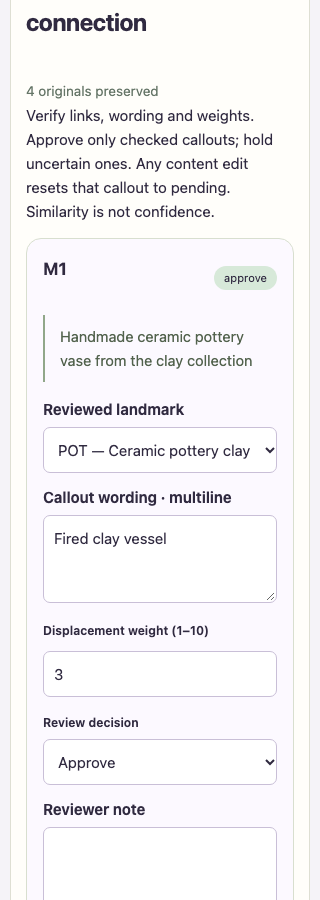 connection
4 originals preserved
Verify links, wording and weights.
Approve only checked callouts; hold
uncertain ones. Any content edit
resets that callout to pending.
Similarity is not confidence.
M1
approve
Handmade ceramic pottery
vase from the clay collection
Reviewed landmark
POT — Ceramic pottery clay
Callout wording · multiline
Fired clay vessel
Displacement weight (1–10)
3
Review decision
Approve
Reviewer note